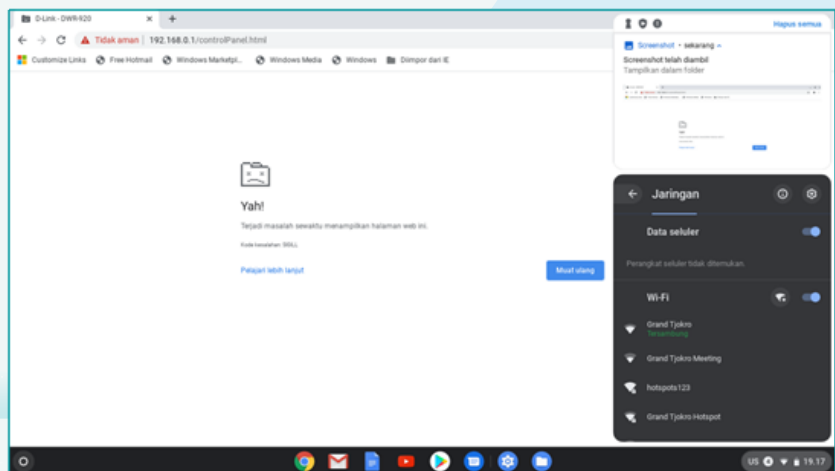 D-Link - DWR-920
Tidak aman | 192.168.0.1/controlPanel.html
Customize Links
Free Hotmail
Windows Marketpl...
Windows Media
Windows
Diimpor dari IE
Yah!
Terjadi masalah sewaktu menampilkan halaman web ini.
Kode kesalahan: SIGILL
Pelajari lebih lanjut
Muat ulang
Hapus semua
Screenshot • sekarang
Screenshot telah diambil
Tampilkan dalam folder
Jaringan
Data seluler
Perangkat seluler tidak ditemukan.
Wi-Fi
Grand Tjokro
Tersambung
Grand Tjokro Meeting
hotspots123
Grand Tjokro Hotspot
US
19.17